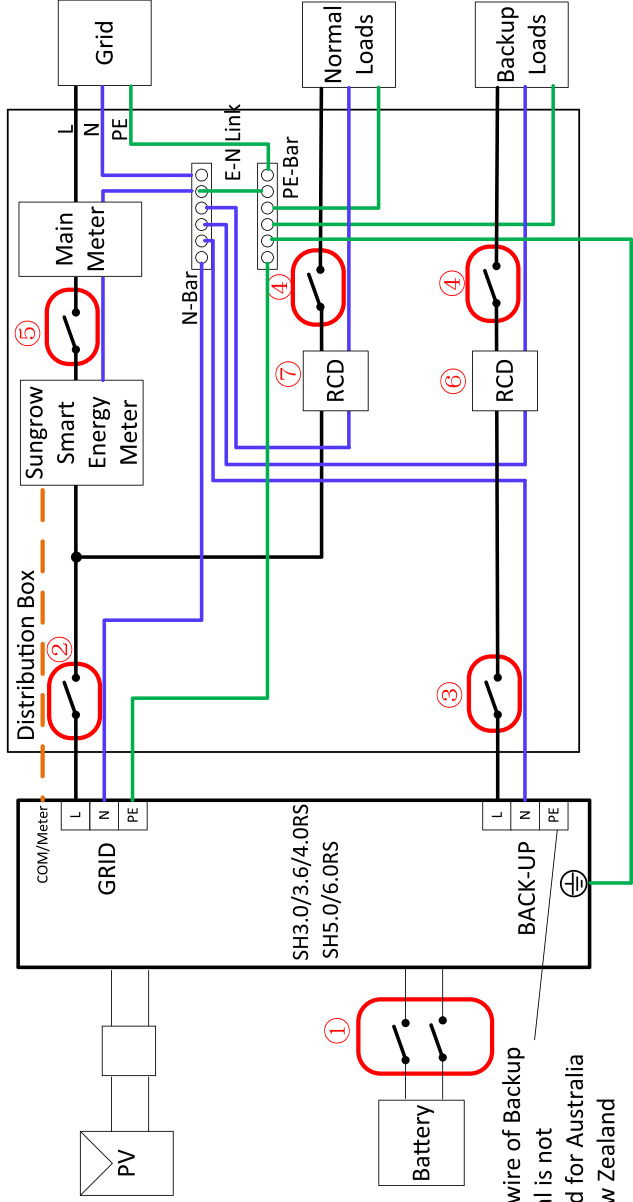 PV
Battery
①
wire of Backup
al is not
d for Australia
w Zealand
COM/Meter
L
N
PE
GRID
SH3.0/3.6/4.0RS
SH5.0/6.0RS
BACK-UP
L
N
PE
Distribution Box
②
③
Sungrow
Smart
Energy
Meter
⑤
Main
Meter
L
N
PE
Grid
N-Bar
E-N Link
PE-Bar
⑦
RCD
④
Normal
Loads
⑥
RCD
④
Backup
Loads